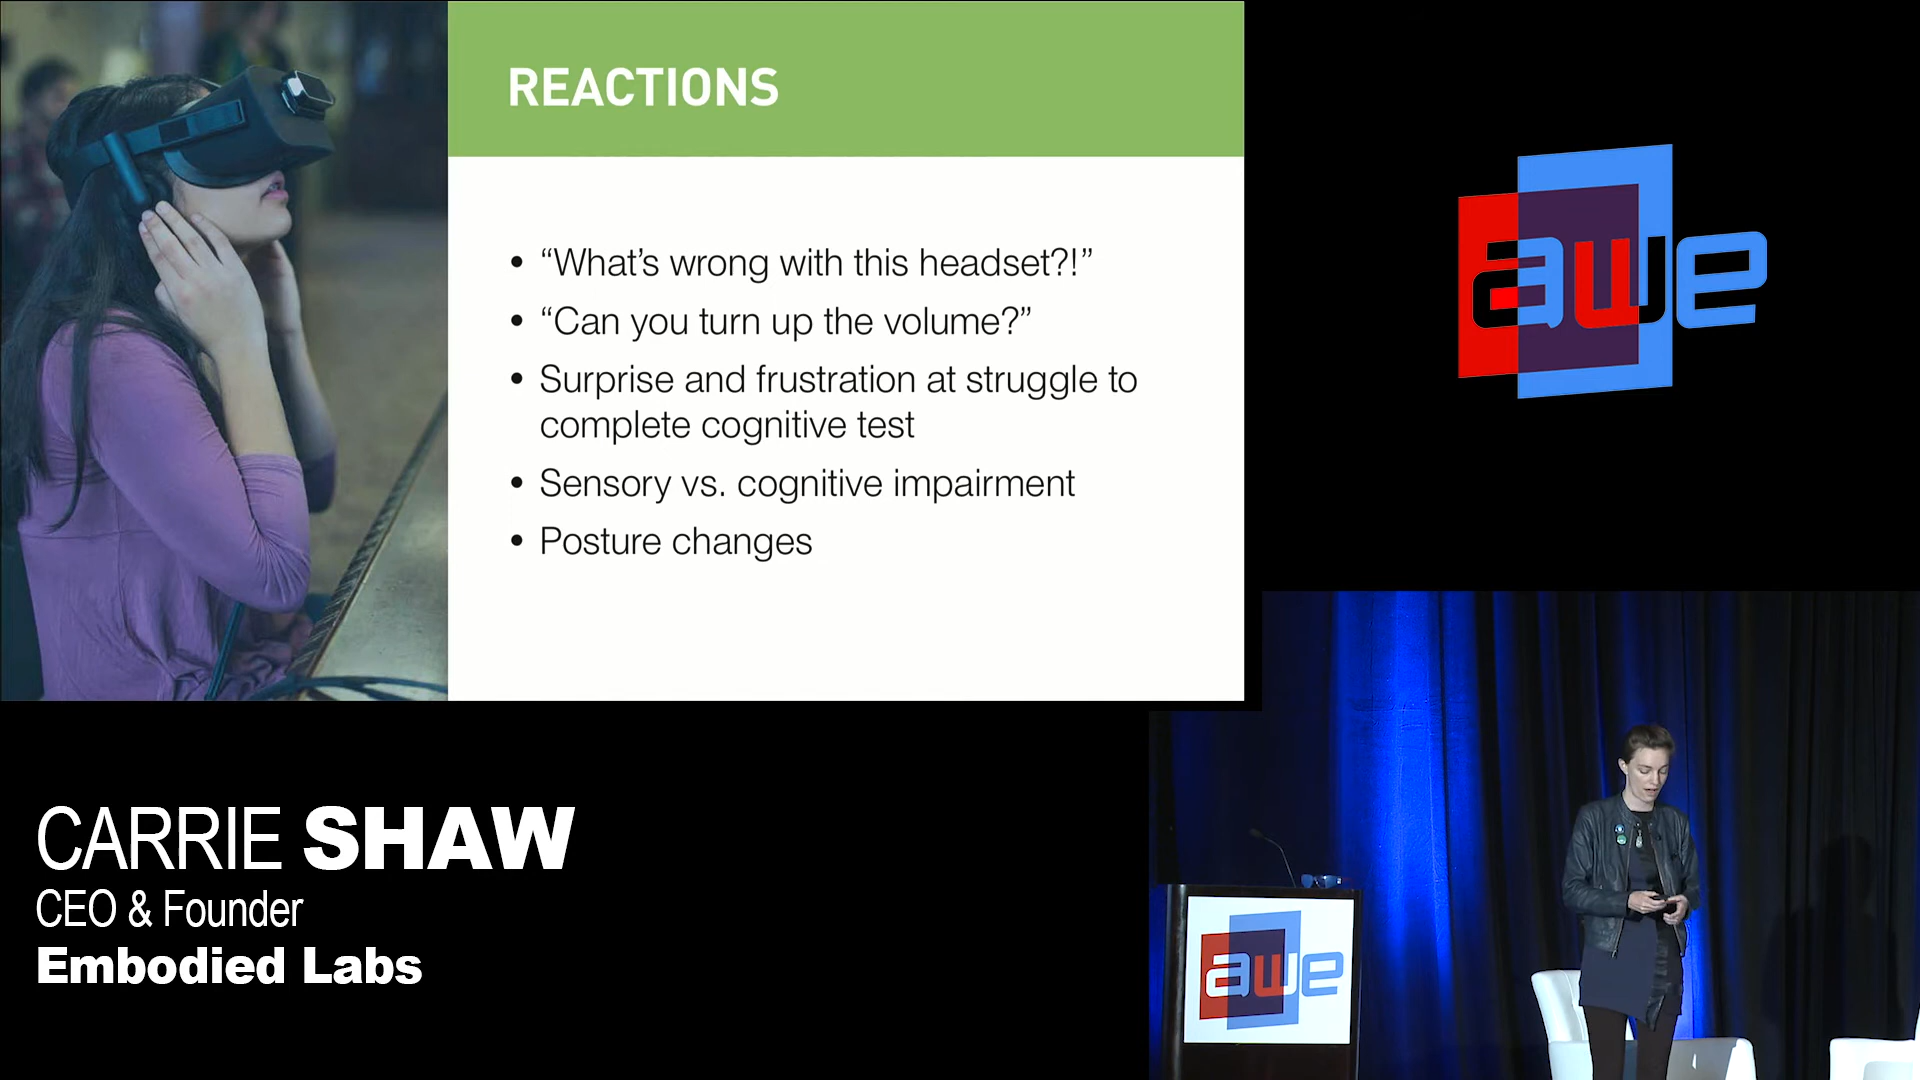 REACTIONS
• “What’s wrong with this headset?!”
• “Can you turn up the volume?”
• Surprise and frustration at struggle to
complete cognitive test
• Sensory vs. cognitive impairment
• Posture changes
awe
CARRIE SHAW
CEO & Founder
Embodied Labs
awe